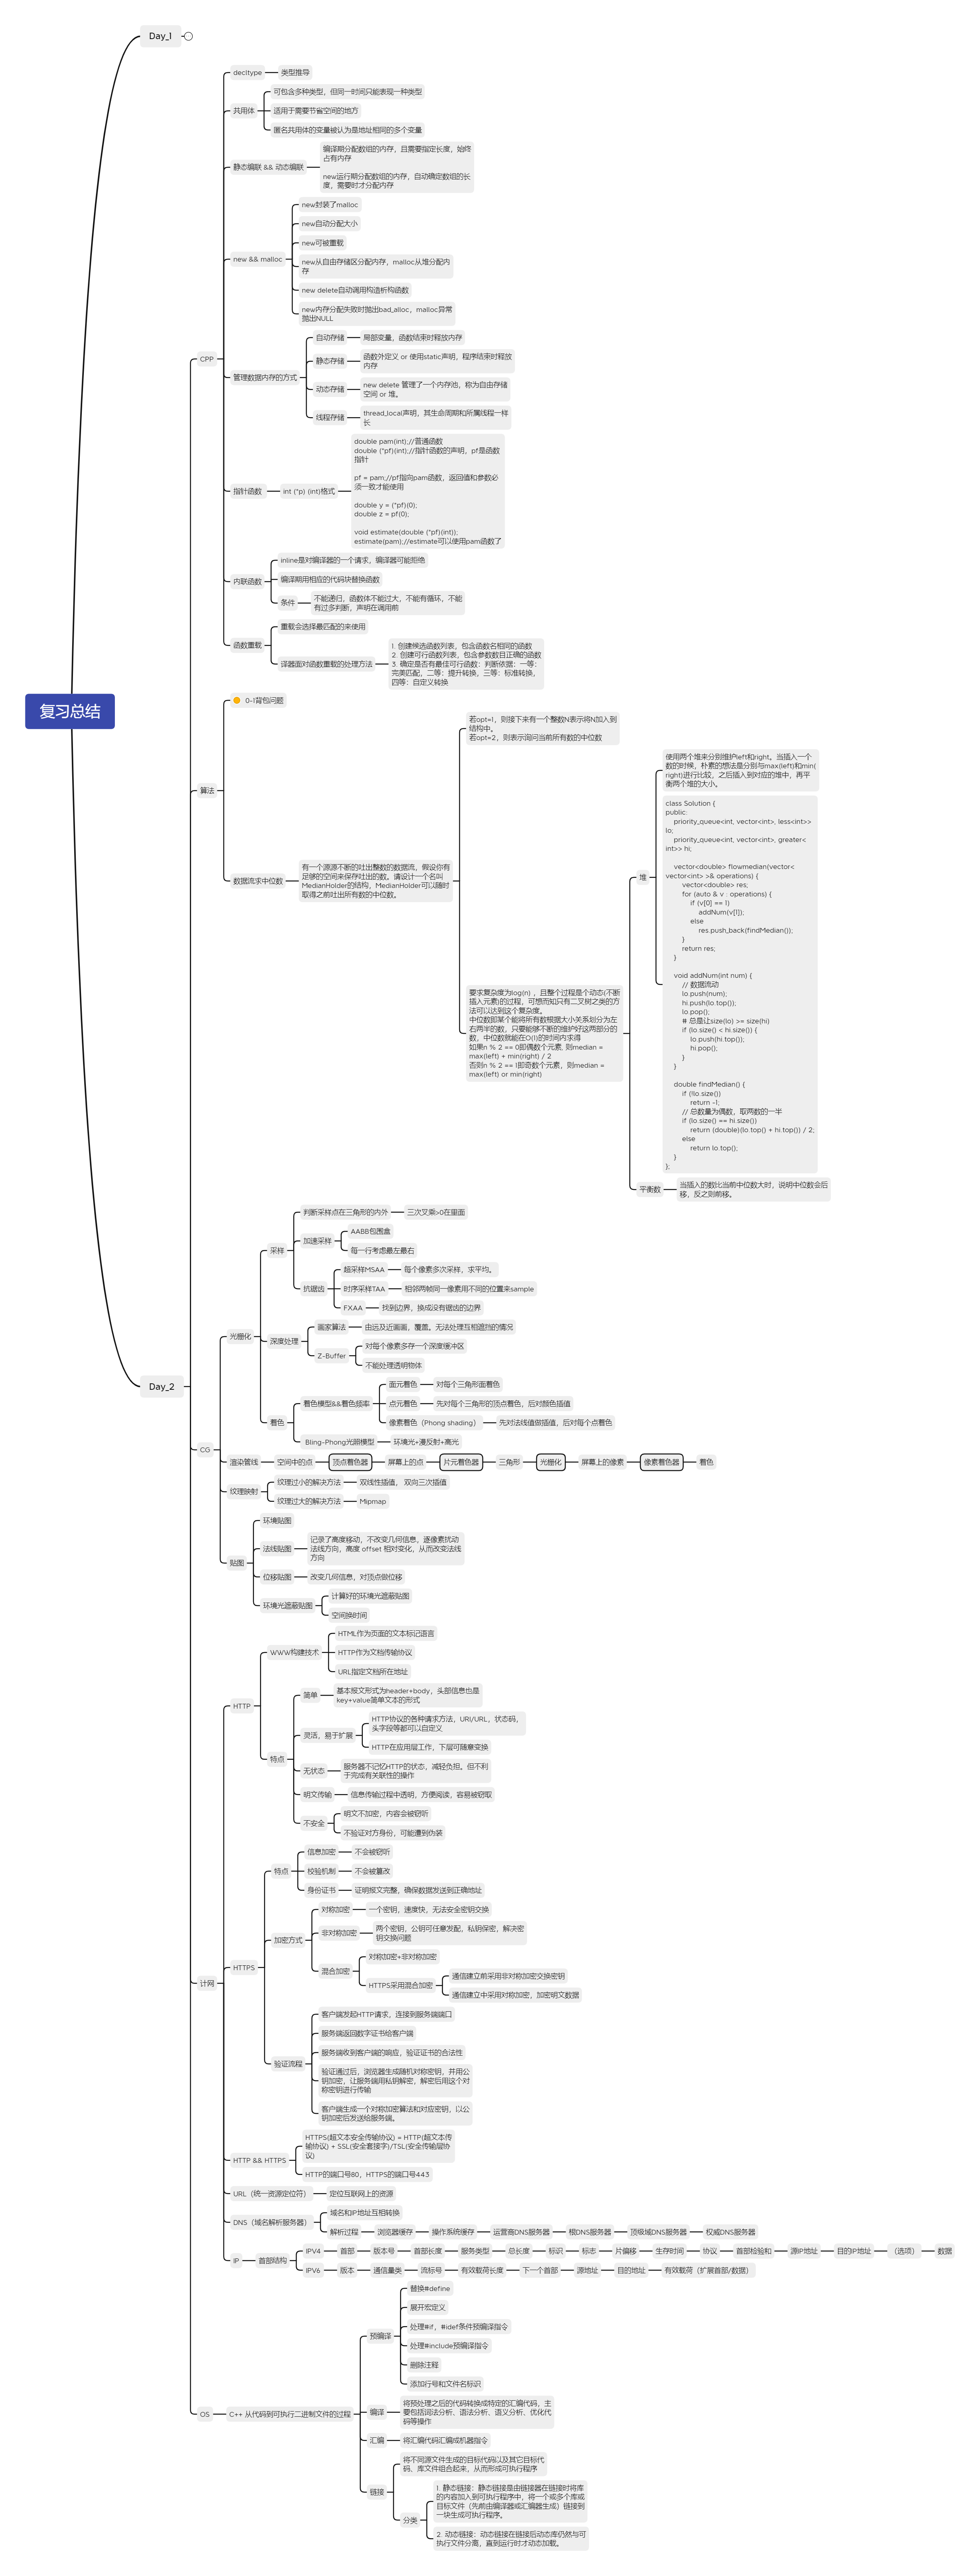 复习总结
Day_1
Day_2
CPP
decltype
类型推导
共用体
可包含多种类型，但同一时间只能表现一种类型
适用于需要节省空间的地方
匿名共用体的变量被认为是地址相同的多个变量
静态编联 && 动态编联
编译期分配数组的内存，且需要指定长度，始终
占有内存
new运行期分配数组的内存，自动确定数组的长
度，需要时才分配内存
new && malloc
new封装了malloc
new自动分配大小
new可被重载
new从自由存储区分配内存，malloc从堆分配内
存
new delete自动调用构造析构函数
new内存分配失败时抛出bad_alloc，malloc异常
抛出NULL
管理数据内存的方式
自动存储
局部变量，函数结束时释放内存
静态存储
函数外定义 or 使用static声明，程序结束时释放
内存
动态存储
new delete 管理了一个内存池，称为自由存储
空间 or 堆。
线程存储
thread_local声明，其生命周期和所属线程一样
长
指针函数
int (*p) (int)格式
double pam(int);//普通函数
double (*pf)(int);//指针函数的声明，pf是函数
指针
pf = pam;//pf指向pam函数，返回值和参数必
须一致才能使用
double y = (*pf)(0);
double z = pf(0);
void estimate(double (*pf)(int));
estimate(pam);//estimate可以使用pam函数了
内联函数
inline是对编译器的一个请求，编译器可能拒绝
编译期用相应的代码块替换函数
条件
不能递归，函数体不能过大，不能有循环，不能
有过多判断，声明在调用前
函数重载
重载会选择最匹配的来使用
译器面对函数重载的处理方法
1. 创建候选函数列表，包含函数名相同的函数
2. 创建可行函数列表，包含参数数目正确的函数
3. 确定是否有最佳可行函数：判断依据：一等：
完美匹配，二等：提升转换，三等：标准转换，
四等：自定义转换
算法
0-1背包问题
数据流求中位数
有一个源源不断的吐出整数的数据流，假设你有
足够的空间来保存吐出的数。请设计一个名叫
MedianHolder的结构，MedianHolder可以随时
取得之前吐出所有数的中位数。
若opt=1，则接下来有一个整数N表示将N加入到
结构中。
若opt=2，则表示询问当前所有数的中位数
要求复杂度为log(n) ，且整个过程是个动态(不断
插入元素)的过程，可想而知只有二叉树之类的方
法可以达到这个复杂度。
中位数即某个能将所有数根据大小关系划分为左
右两半的数，只要能够不断的维护好这两部分的
数，中位数就能在O(1)的时间内求得
如果n % 2 == 0即偶数个元素, 则median =
max(left) + min(right) / 2
否则n % 2 == 1即奇数个元素，则median =
max(left) or min(right)
堆
使用两个堆来分别维护left和right。当插入一个
数的时候，朴素的想法是分别与max(left)和min(
right)进行比较，之后插入到对应的堆中，再平
衡两个堆的大小。
class Solution {
public:
priority_queue<int, vector<int>, less<int>>
lo;
priority_queue<int, vector<int>, greater<
int>> hi;
vector<double> flowmedian(vector<
vector<int> >& operations) {
vector<double> res;
for (auto & v : operations) {
if (v[0] == 1)
addNum(v[1]);
else
res.push_back(findMedian());
}
return res;
}
void addNum(int num) {
// 数据流动
lo.push(num);
hi.push(lo.top());
lo.pop();
# 总是让size(lo) >= size(hi)
if (lo.size() < hi.size()) {
lo.push(hi.top());
hi.pop();
}
}
double findMedian() {
if (!lo.size())
return -1;
// 总数量为偶数，取两数的一半
if (lo.size() == hi.size())
return (double)(lo.top() + hi.top()) / 2;
else
return lo.top();
}
};
平衡数
当插入的数比当前中位数大时，说明中位数会后
移，反之则前移。
CG
光栅化
采样
判断采样点在三角形的内外
三次叉乘>0在里面
加速采样
AABB包围盒
每一行考虑最左最右
抗锯齿
超采样MSAA
每个像素多次采样，求平均。
时序采样TAA
相邻两帧同一像素用不同的位置来sample
FXAA
找到边界，换成没有锯齿的边界
深度处理
画家算法
由远及近画画，覆盖。无法处理互相遮挡的情况
Z-Buffer
对每个像素多存一个深度缓冲区
不能处理透明物体
着色
着色模型&&着色频率
面元着色
对每个三角形面着色
点元着色
先对每个三角形的顶点着色，后对颜色插值
像素着色（Phong shading）
先对法线值做插值，后对每个点着色
Bling-Phong光照模型
环境光+漫反射+高光
渲染管线
空间中的点
顶点着色器
屏幕上的点
片元着色器
三角形
光栅化
屏幕上的像素
像素着色器
着色
纹理映射
纹理过小的解决方法
双线性插值， 双向三次插值
纹理过大的解决方法
Mipmap
贴图
环境贴图
法线贴图
记录了高度移动，不改变几何信息，逐像素扰动
法线方向，高度 offset 相对变化，从而改变法线
方向
位移贴图
改变几何信息，对顶点做位移
环境光遮蔽贴图
计算好的环境光遮蔽贴图
空间换时间
计网
HTTP
WWW构建技术
HTML作为页面的文本标记语言
HTTP作为文档传输协议
URL指定文档所在地址
特点
简单
基本报文形式为header+body，头部信息也是
key+value简单文本的形式
灵活，易于扩展
HTTP协议的各种请求方法，URI/URL，状态码，
头字段等都可以自定义
HTTP在应用层工作，下层可随意变换
无状态
服务器不记忆HTTP的状态，减轻负担。但不利
于完成有关联性的操作
明文传输
信息传输过程中透明，方便阅读，容易被窃取
不安全
明文不加密，内容会被窃听
不验证对方身份，可能遭到伪装
HTTPS
特点
信息加密
不会被窃听
校验机制
不会被篡改
身份证书
证明报文完整，确保数据发送到正确地址
加密方式
对称加密
一个密钥，速度快，无法安全密钥交换
非对称加密
两个密钥，公钥可任意发配，私钥保密，解决密
钥交换问题
混合加密
对称加密+非对称加密
HTTPS采用混合加密
通信建立前采用非对称加密交换密钥
通信建立中采用对称加密，加密明文数据
验证流程
客户端发起HTTP请求，连接到服务端端口
服务端返回数字证书给客户端
服务端收到客户端的响应，验证证书的合法性
验证通过后，浏览器生成随机对称密钥，并用公
钥加密，让服务端用私钥解密，解密后用这个对
称密钥进行传输
客户端生成一个对称加密算法和对应密钥，以公
钥加密后发送给服务端。
HTTP && HTTPS
HTTPS(超文本安全传输协议) = HTTP(超文本传
输协议) + SSL(安全套接字)/TSL(安全传输层协
议)
HTTP的端口号80，HTTPS的端口号443
URL（统一资源定位符）
定位互联网上的资源
DNS（域名解析服务器）
域名和IP地址互相转换
解析过程
浏览器缓存
操作系统缓存
运营商DNS服务器
根DNS服务器
顶级域DNS服务器
权威DNS服务器
IP
首部结构
IPV4
首部
版本号
首部长度
服务类型
总长度
标识
标志
片偏移
生存时间
协议
首部检验和
源IP地址
目的IP地址
（选项）
数据
IPV6
版本
通信量类
流标号
有效载荷长度
下一个首部
源地址
目的地址
有效载荷（扩展首部/数据）
OS
C++ 从代码到可执行二进制文件的过程
预编译
替换#define
展开宏定义
处理#if，#idef条件预编译指令
处理#include预编译指令
删除注释
添加行号和文件名标识
编译
将预处理之后的代码转换成特定的汇编代码，主
要包括词法分析、语法分析、语义分析、优化代
码等操作
汇编
将汇编代码汇编成机器指令
链接
将不同源文件生成的目标代码以及其它目标代
码、库文件组合起来，从而形成可执行程序
分类
1. 静态链接：静态链接是由链接器在链接时将库
的内容加入到可执行程序中，将一个或多个库或
目标文件（先前由编译器或汇编器生成）链接到
一块生成可执行程序。
2. 动态链接：动态链接在链接后动态库仍然与可
执行文件分离，直到运行时才动态加载。